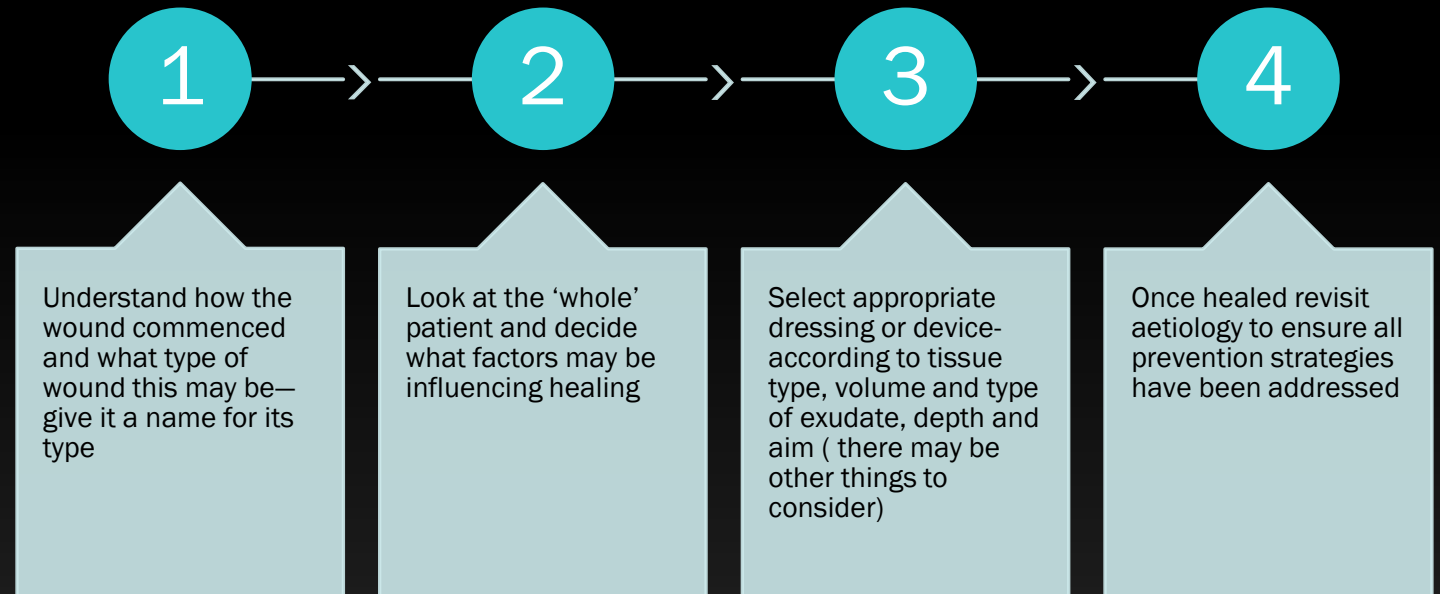 1
2
3
4
Understand how the
wound commenced
and what type of
wound this may be—
give it a name for its
type
Look at the ‘whole’
patient and decide
what factors may be
influencing healing
Select appropriate
dressing or device-
according to tissue
type, volume and type
of exudate, depth and
aim ( there may be
other things to
consider)
Once healed revisit
aetiology to ensure all
prevention strategies
have been addressed